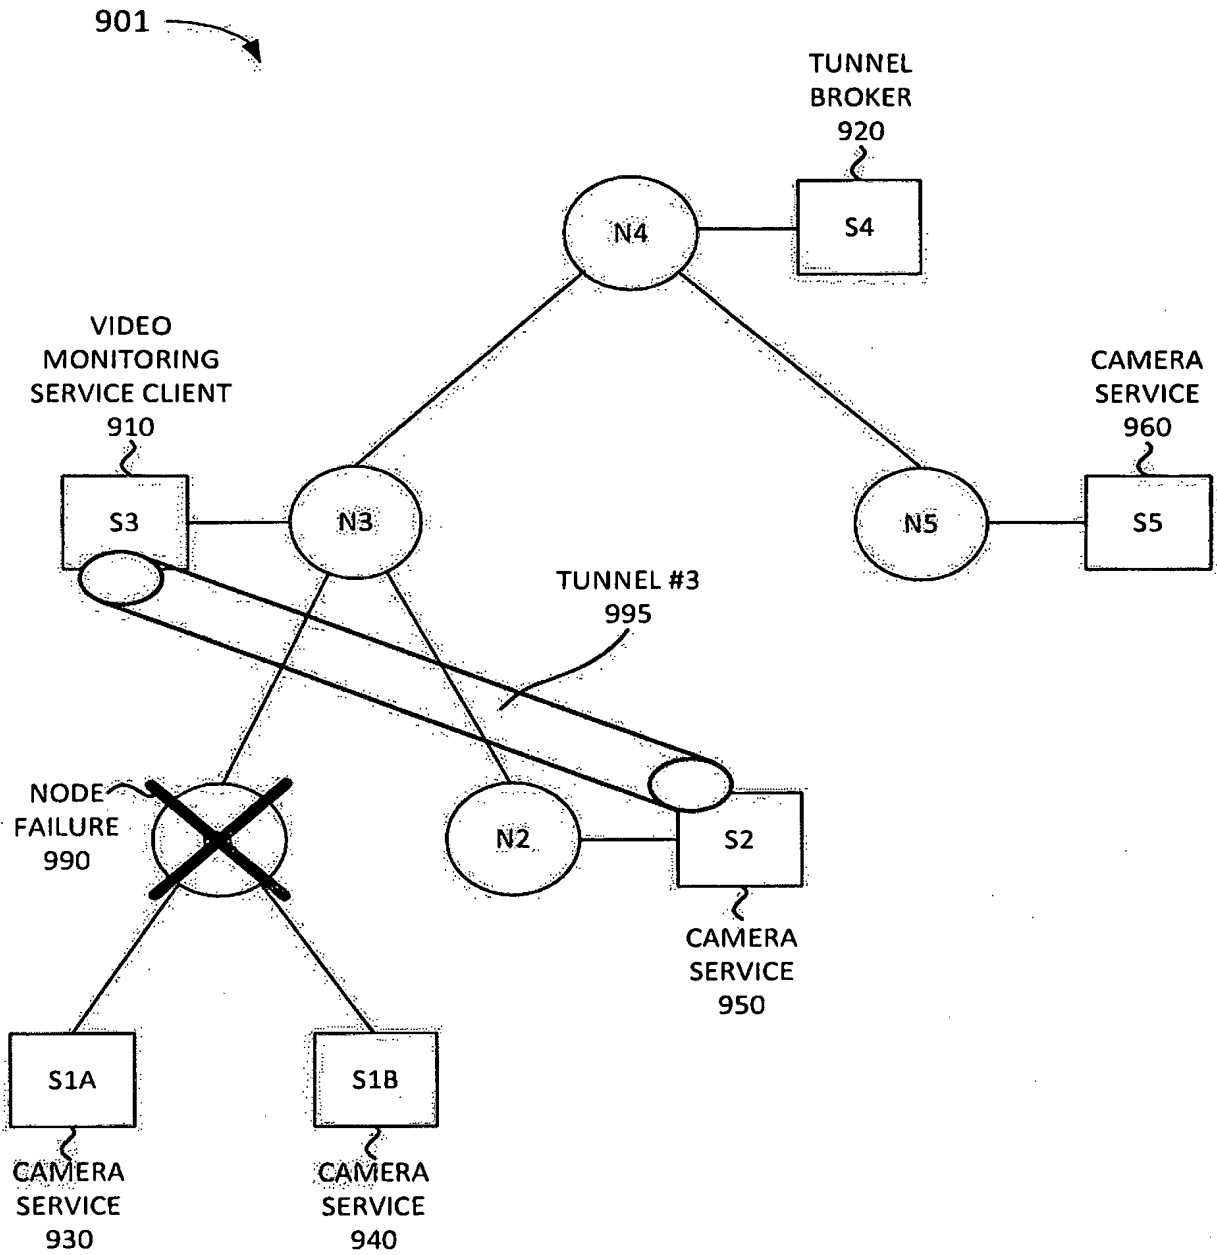 901
TUNNEL
BROKER
920
N4
S4
VIDEO
MONITORING
SERVICE CLIENT
910
CAMERA
SERVICE
960
S3
N3
N5
S5
TUNNEL #3
995
NODE
FAILURE
990
N2
S2
CAMERA
SERVICE
950
S1A
S1B
CAMERA
SERVICE
930
CAMERA
SERVICE
940